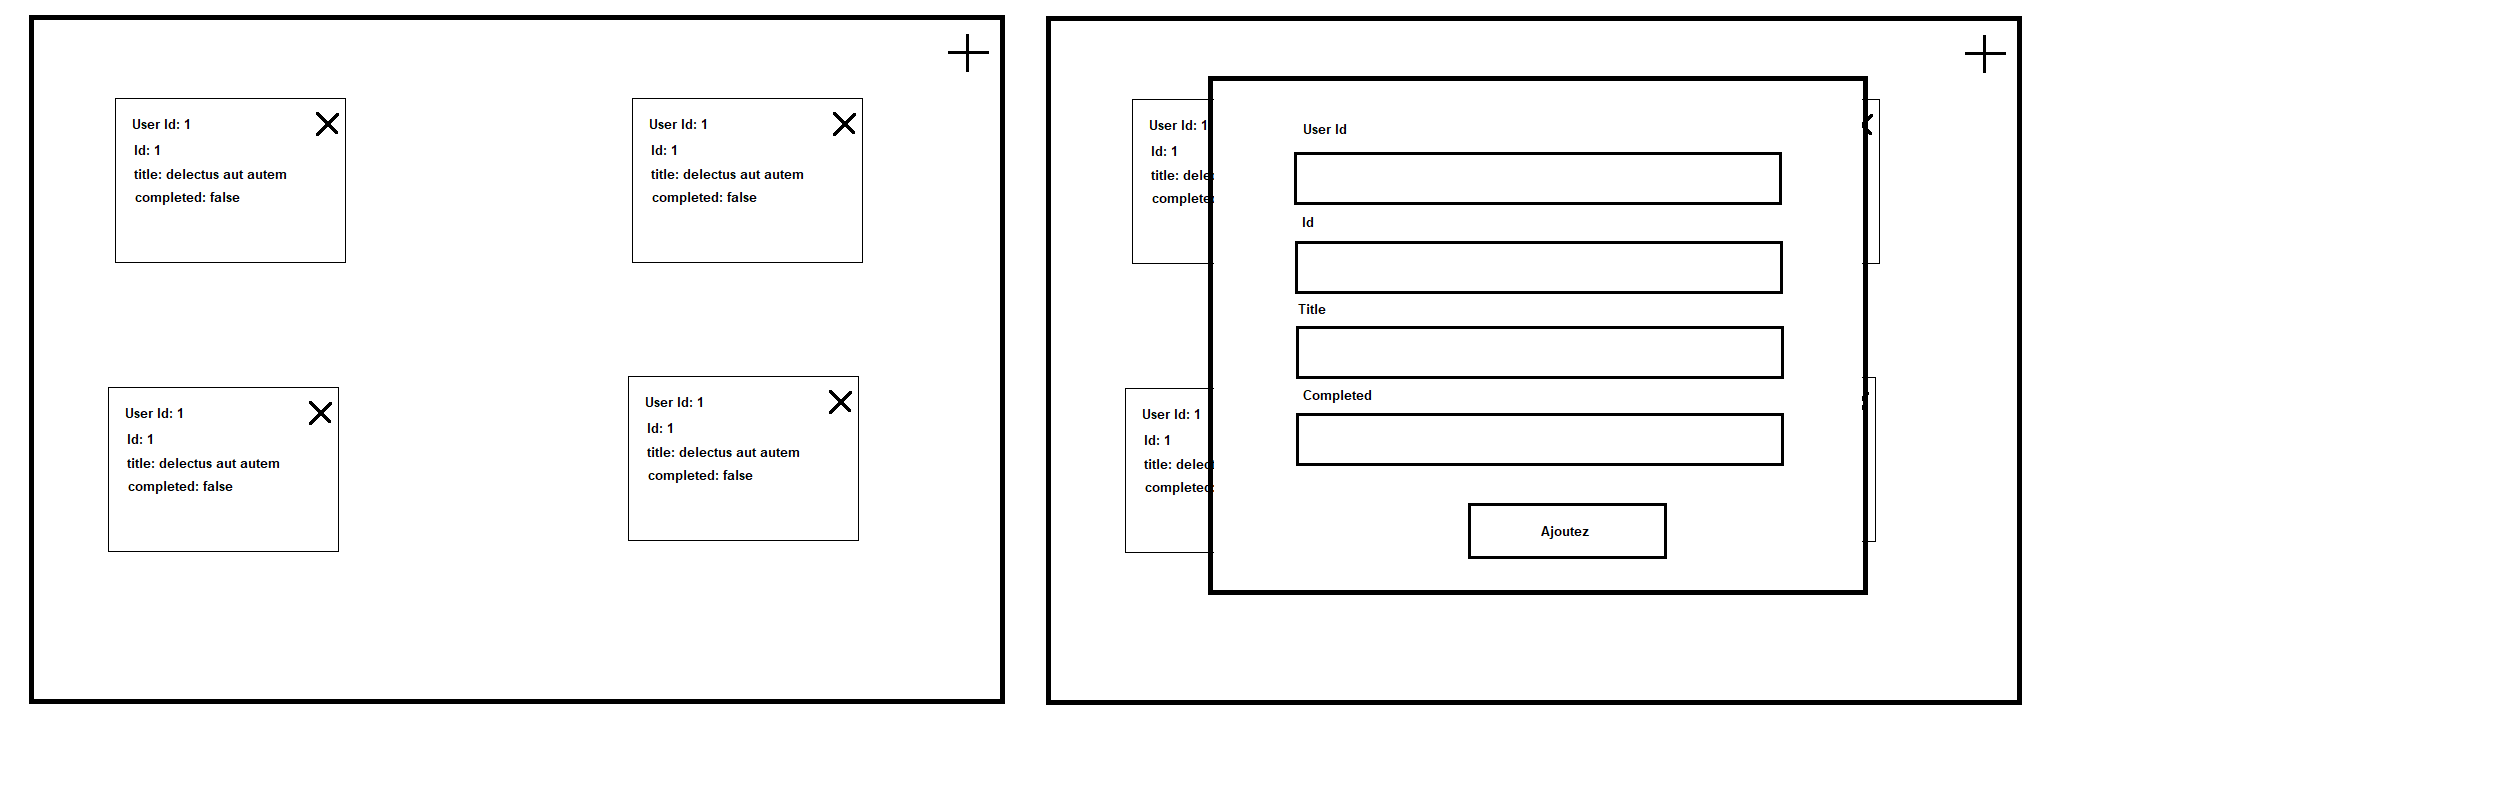 User Id: 1
Id: 1
title: delectus aut autem
completed: false
User Id: 1
Id: 1
title: delectus aut autem
completed: false
User Id: 1
Id: 1
title: delectus aut autem
completed: false
User Id: 1
Id: 1
title: delectus aut autem
completed: false
User Id: 1
Id: 1
title: dele
complete
User Id: 1
Id: 1
title: delect
completed:
User Id
Id
Title
Completed
Ajoutez